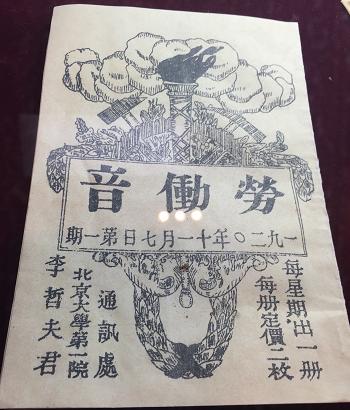 勞働音
一九二〇年十一月七日第一期
每星期出一册
每册定價二枚
通訊處
北京大學第一院
李哲夫君